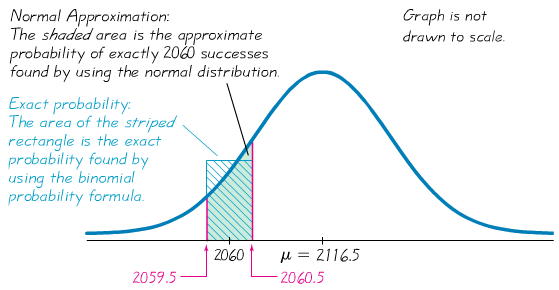 Normal Approximation:
The shaded area is the approximate
probability of exactly 2060 successes
found by using the normal distribution.
Graph is not
drawn to scale.
Exact probability:
The area of the striped
rectangle is the exact
probability found by
using the binomial
probability formula.
2060
μ = 2116.5
2059.5
2060.5